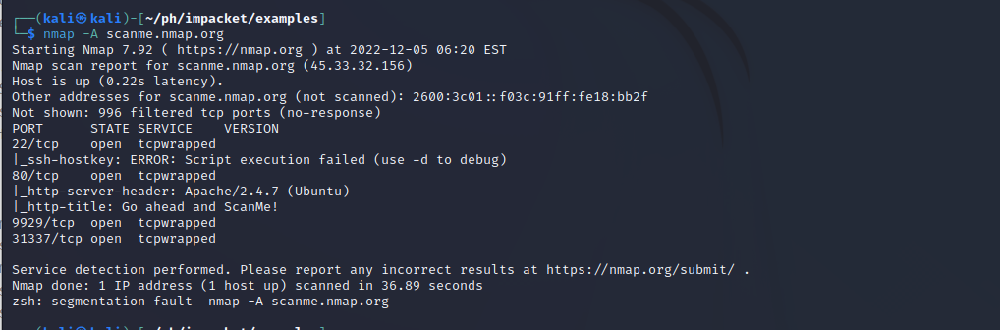 ┌──(kali㉿kali)-[~/ph/impacket/examples]
└─$ nmap -A scanme.nmap.org
Starting Nmap 7.92 ( https://nmap.org ) at 2022-12-05 06:20 EST
Nmap scan report for scanme.nmap.org (45.33.32.156)
Host is up (0.22s latency).
Other addresses for scanme.nmap.org (not scanned): 2600:3c01::f03c:91ff:fe18:bb2f
Not shown: 996 filtered tcp ports (no-response)
PORT      STATE SERVICE    VERSION
22/tcp    open  tcpwrapped
|_ssh-hostkey: ERROR: Script execution failed (use -d to debug)
80/tcp    open  tcpwrapped
|_http-server-header: Apache/2.4.7 (Ubuntu)
|_http-title: Go ahead and ScanMe!
9929/tcp  open  tcpwrapped
31337/tcp open  tcpwrapped
Service detection performed. Please report any incorrect results at https://nmap.org/submit/ .
Nmap done: 1 IP address (1 host up) scanned in 36.89 seconds
zsh: segmentation fault  nmap -A scanme.nmap.org
┌──(kali㉿kali)-[~/ph/impacket/examples]